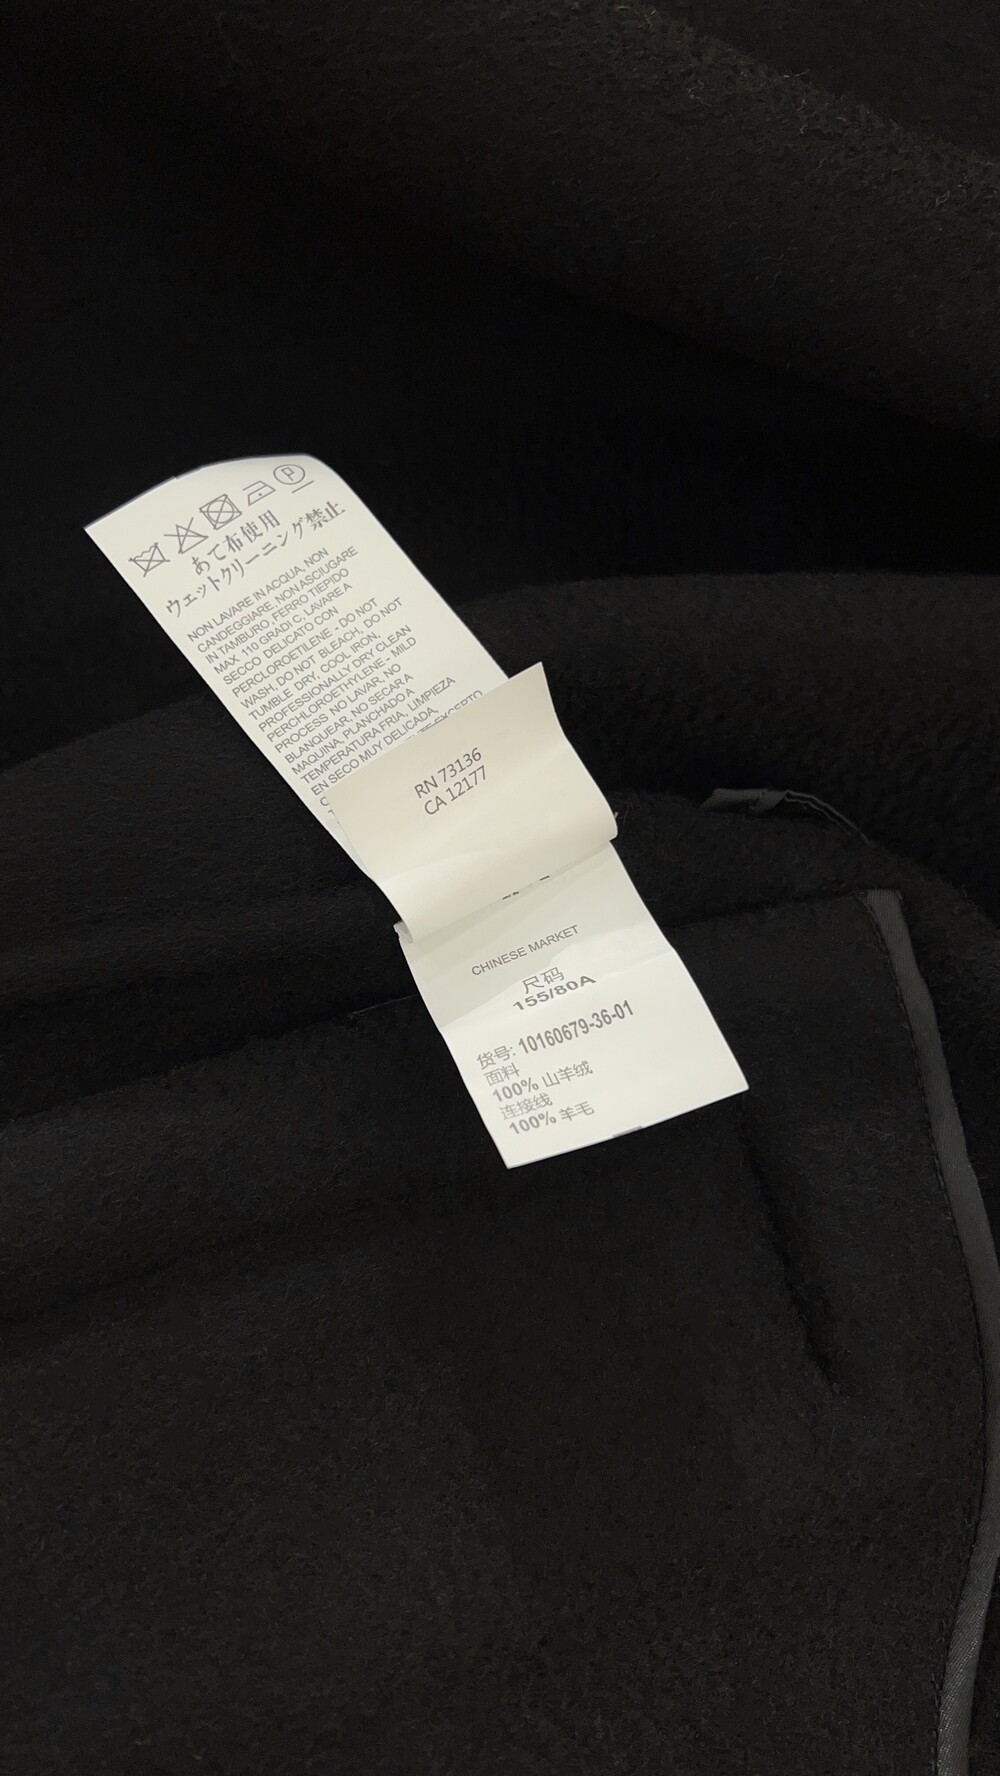 あて布使用
ウェットクリーニング禁止
NON LAVARE IN ACQUA, NON
CANDEGGIARE, NON ASCIUGARE
IN TAMBURO, FERRO TIEPIDO
MAX. 110 GRADI C, LAVARE A
SECCO DELICATO CON
PERCLOROETILENE - DO NOT
WASH, DO NOT BLEACH, DO NOT
TUMBLE DRY, COOL IRON,
PROFESSIONALLY DRY CLEAN
PERCHLOROETHYLENE - MILD
PROCESS NO LAVAR, NO
BLANQUEAR, NO SECAR A
MAQUINA, PLANCHADO A
TEMPERATURA FRIA, LIMPIEZA
EN SECO MUY DELICADA,
EXCEPTO
RN 73136
CA 12177
CHINESE MARKET
尺码
155/80A
货号: 10160679-36-01
面料
100% 山羊绒
连接线
100% 羊毛